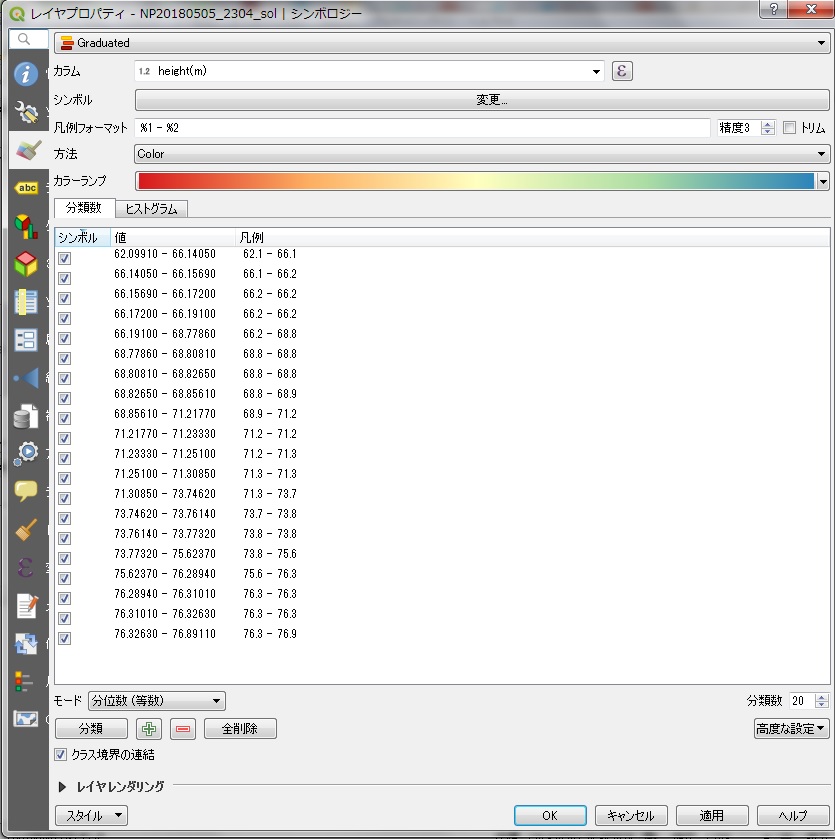 レイヤプロパティ - NP20180505_2304_sol | シンボロジー
Graduated
カラム 1.2 height(m) ε
シンボル 変更...
凡例フォーマット %1 - %2 精度3 トリム
方法 Color
カラーランプ
分類数 ヒストグラム
シンボル 値 凡例
62.09910 - 66.14050 62.1 - 66.1
66.14050 - 66.15690 66.1 - 66.2
66.15690 - 66.17200 66.2 - 66.2
66.17200 - 66.19100 66.2 - 66.2
66.19100 - 68.77860 66.2 - 68.8
68.77860 - 68.80810 68.8 - 68.8
68.80810 - 68.82650 68.8 - 68.8
68.82650 - 68.85610 68.8 - 68.9
68.85610 - 71.21770 68.9 - 71.2
71.21770 - 71.23330 71.2 - 71.2
71.23330 - 71.25100 71.2 - 71.3
71.25100 - 71.30850 71.3 - 71.3
71.30850 - 73.74620 71.3 - 73.7
73.74620 - 73.76140 73.7 - 73.8
73.76140 - 73.77320 73.8 - 73.8
73.77320 - 75.62370 73.8 - 75.6
75.62370 - 76.28940 75.6 - 76.3
76.28940 - 76.31010 76.3 - 76.3
76.31010 - 76.32630 76.3 - 76.3
76.32630 - 76.89110 76.3 - 76.9
モード 分位数 (等数) 分類数 20
分類 全削除 高度な設定
クラス境界の連結
レイヤレンダリング
スタイル OK キャンセル 適用 ヘルプ
abc